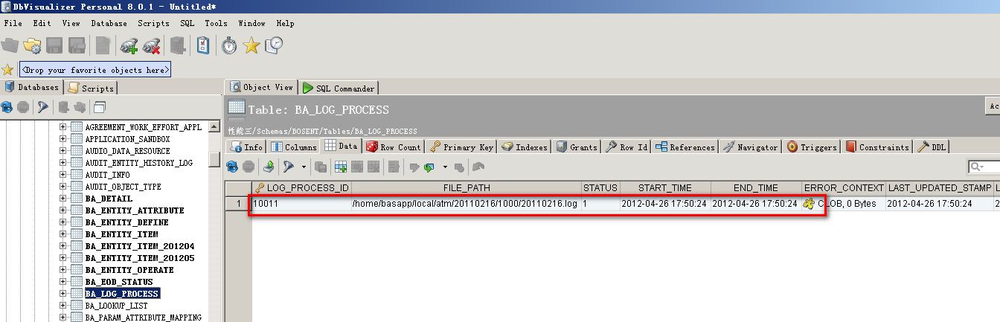 DbVisualizer Personal 8.0.1 - Untitled*
File Edit View Database Scripts SQL Tools Window Help
<Drop your favorite objects here>
Databases Scripts
Object View SQL Commander
Table: BA_LOG_PROCESS
Ac
性能三/Schemas/BOSENT/Tables/BA_LOG_PROCESS
Info Columns Data Row Count Primary Key Indexes Grants Row Id References Navigator Triggers Constraints DDL
LOG_PROCESS_ID FILE_PATH STATUS START_TIME END_TIME ERROR_CONTEXT LAST_UPDATED_STAMP L
1 10011 /home/basapp/local/atm/20110216/1000/20110216.log 1 2012-04-26 17:50:24 2012-04-26 17:50:24 CLOB, 0 Bytes 2012-04-26 17:50:24 2
AGREEMENT_WORK_EFFORT_APPL
APPLICATION_SANDBOX
AUDIO_DATA_RESOURCE
AUDIT_ENTITY_HISTORY_LOG
AUDIT_INFO
AUDIT_OBJECT_TYPE
BA_DETAIL
BA_ENTITY_ATTRIBUTE
BA_ENTITY_DEFINE
BA_ENTITY_ITEM
BA_ENTITY_ITEM_201204
BA_ENTITY_ITEM_201205
BA_ENTITY_OPERATE
BA_EOD_STATUS
BA_LOG_PROCESS
BA_LOOKUP_LIST
BA_PARAM_ATTRIBUTE_MAPPING